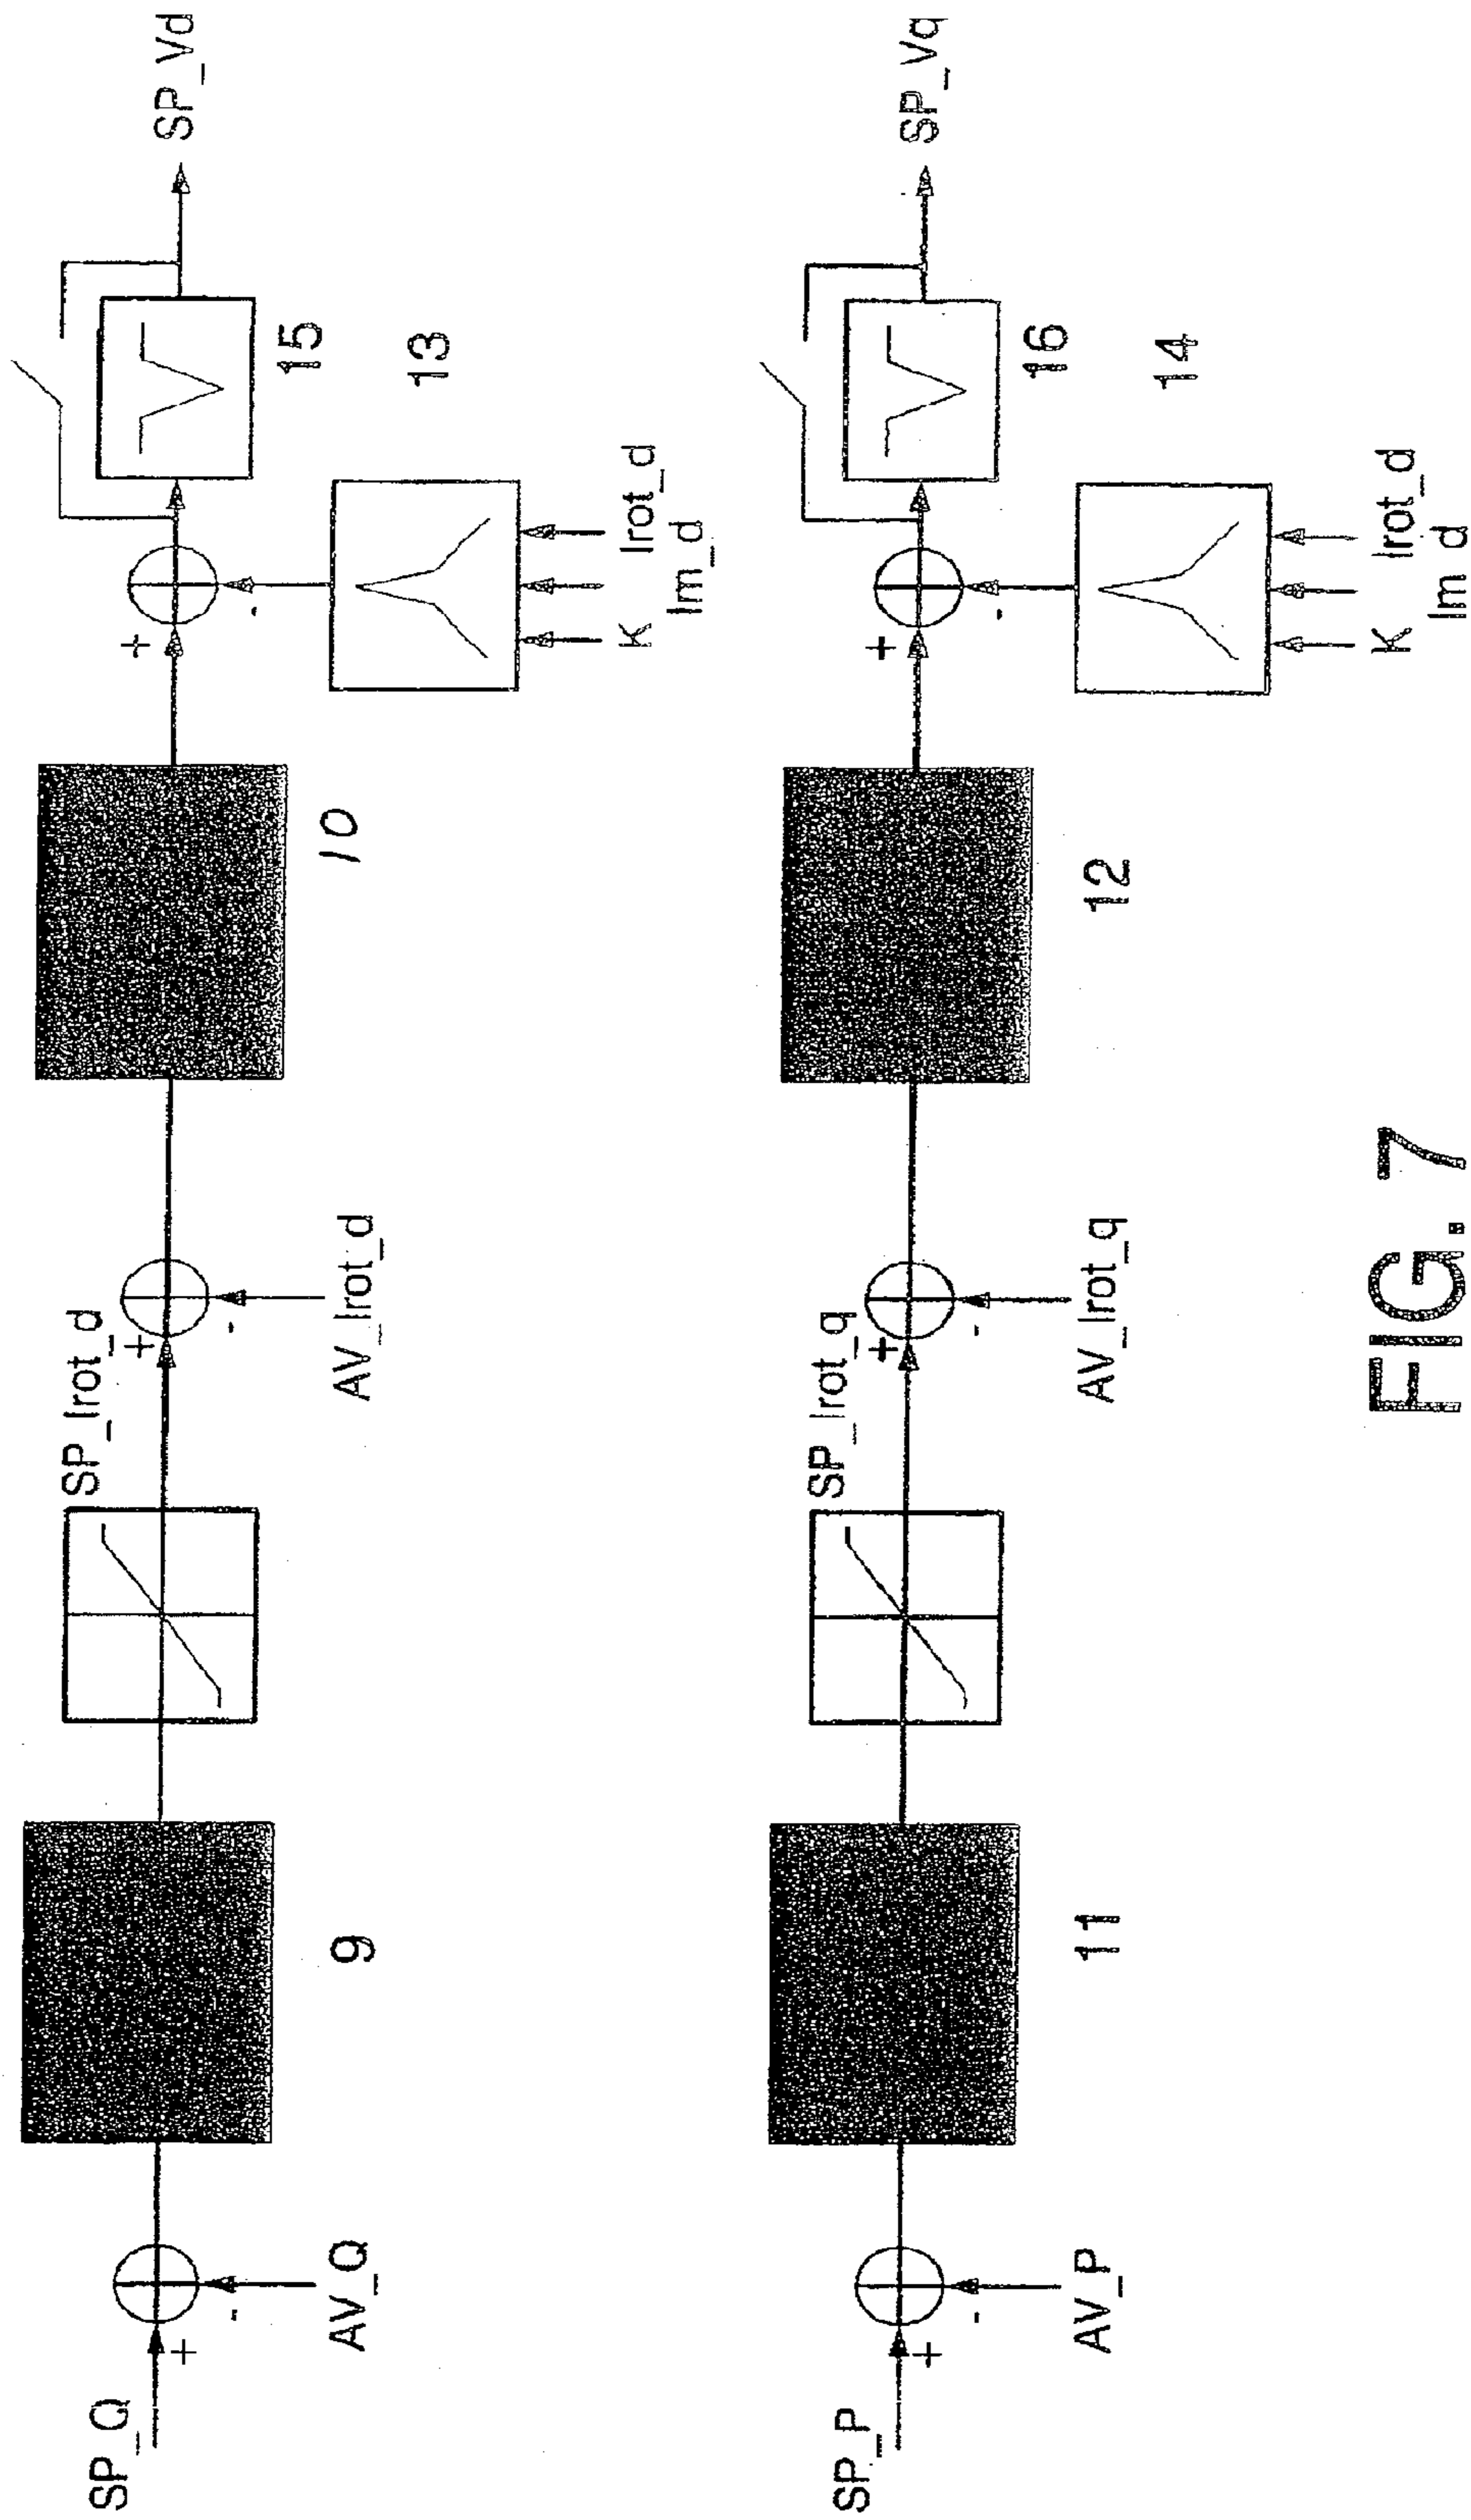 SP_Q
+
-
AV_Q
9
SP_Irot_d
+
-
AV_Irot_d
10
+
-
K
Im_d
Irot_d
13
15
SP_Vd
SP_P
+
-
AV_P
11
SP_Irot_q
+
-
AV_Irot_q
12
+
-
K
Im_d
Irot_d
14
16
SP_Vq
FIG. 7